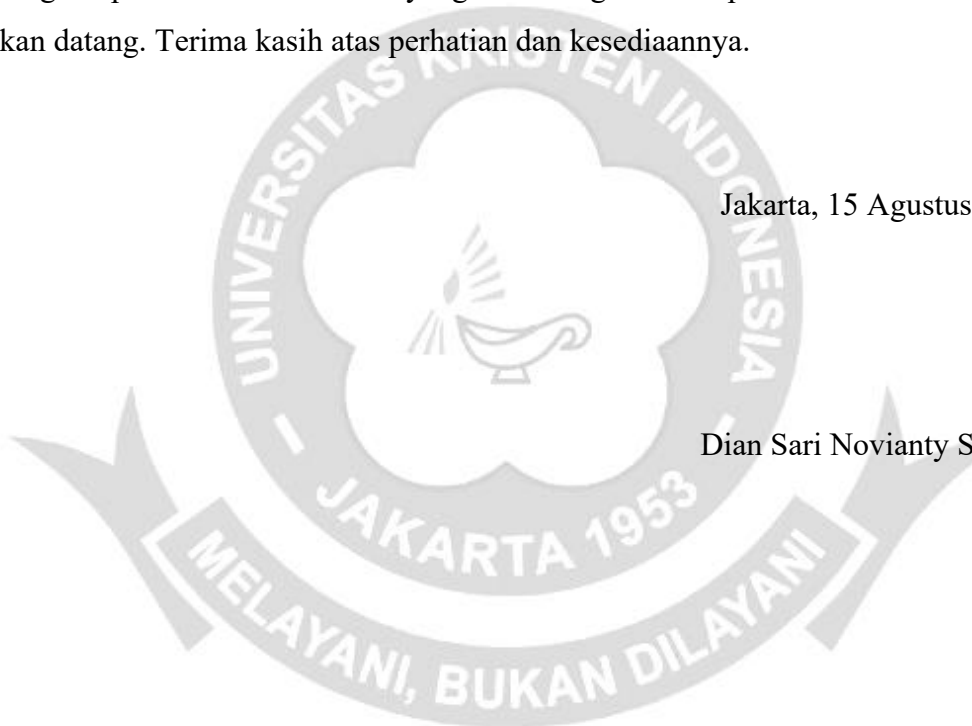 kan datang. Terima kasih atas perhatian dan kesediaannya.
UNIVERSITAS KRISTEN INDONESIA
Jakarta, 15 Agustus
Dian Sari Novianty S
- JAKARTA 1953 -
MELAYANI, BUKAN DILAYANI